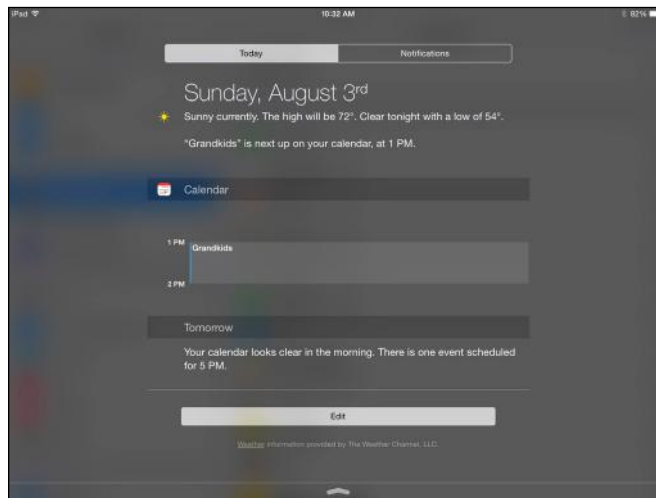 iPad
10:32 AM
82%
Today
Notifications
Sunday, August 3rd
Sunny currently. The high will be 72°. Clear tonight with a low of 54°.
"Grandkids" is next up on your calendar, at 1 PM.
Calendar
1 PM
Grandkids
2 PM
Tomorrow
Your calendar looks clear in the morning. There is one event scheduled
for 5 PM.
Edit
Weather information provided by The Weather Channel, LLC.